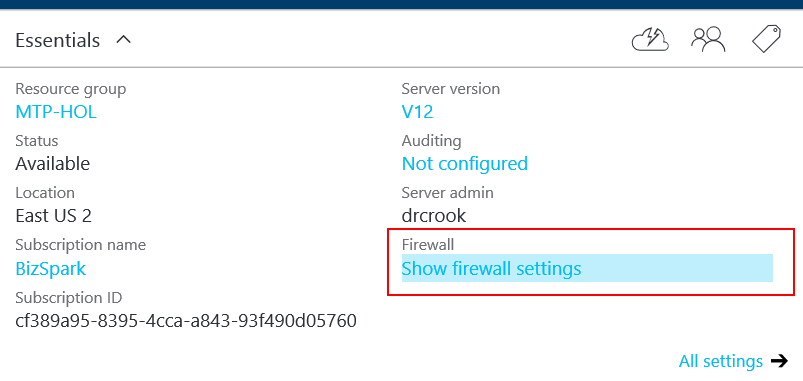 Essentials
Resource group
MTP-HOL
Status
Available
Location
East US 2
Subscription name
BizSpark
Subscription ID
cf389a95-8395-4cca-a843-93f490d05760
Server version
V12
Auditing
Not configured
Server admin
drcrook
Firewall
Show firewall settings
All settings